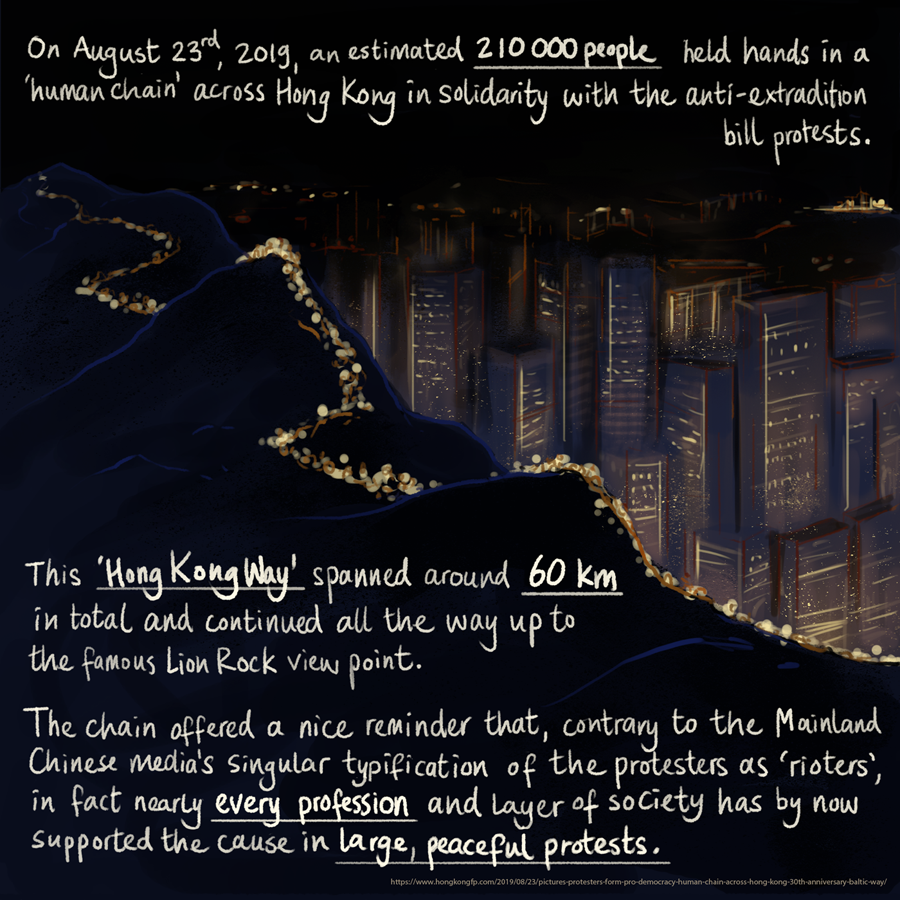 On August 23rd, 2019, an estimated 210 000 people held hands in a
'human chain' across Hong Kong in solidarity with the anti-extradition
bill protests.
This 'Hong Kong Way' spanned around 60 km
in total and continued all the way up to
the famous Lion Rock view point.
The chain offered a nice reminder that, contrary to the Mainland
Chinese media's singular typification of the protesters as 'rioters',
in fact nearly every profession and layer of society has by now
supported the cause in large, peaceful protests.
https://www.hongkongfp.com/2019/08/23/pictures-protesters-form-pro-democracy-human-chain-across-hong-kong-30th-anniversary-baltic-way/